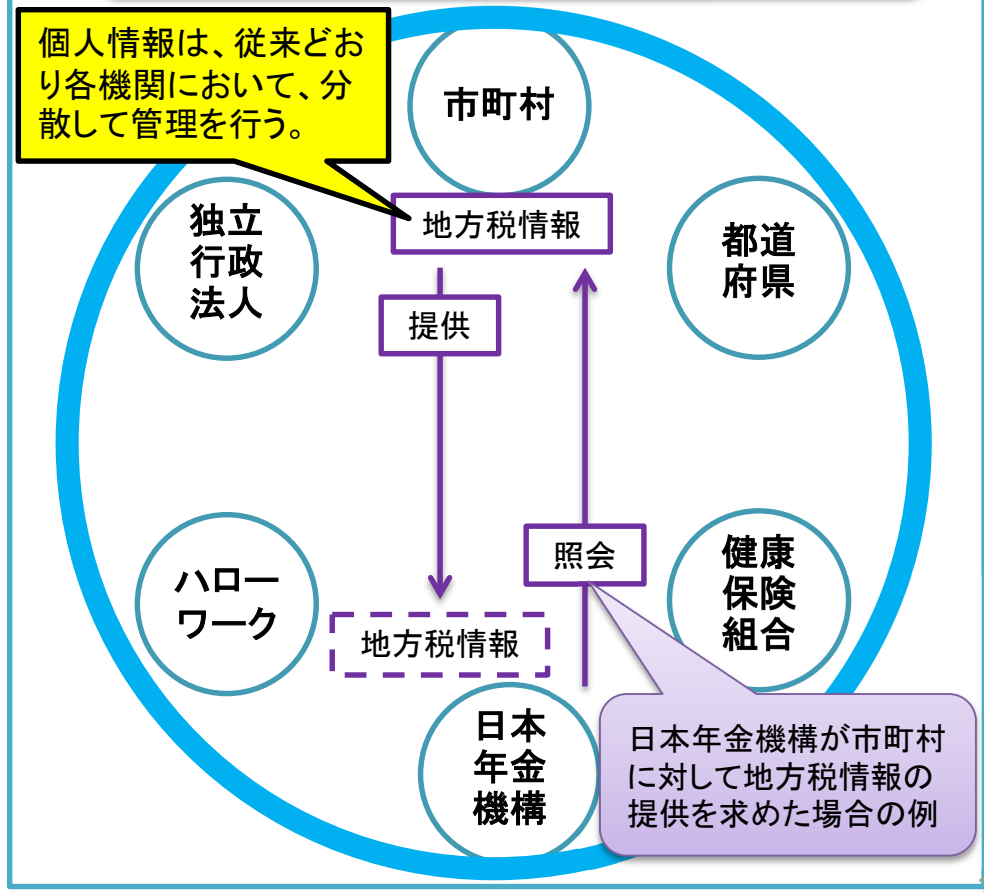 個人情報は、従来どお
り各機関において、分
散して管理を行う。
市町村
地方税情報
独立
行政
法人
都道
府県
提供
照会
ハロー
ワーク
健康
保険
組合
地方税情報
日本
年金
機構
日本年金機構が市町村
に対して地方税情報の
提供を求めた場合の例